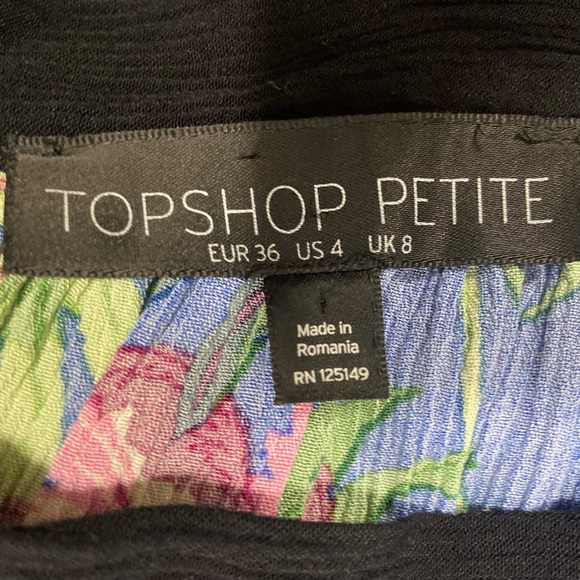 TOPSHOP PETITE
EUR 36 US 4 UK 8
Made in
Romania
RN 125149